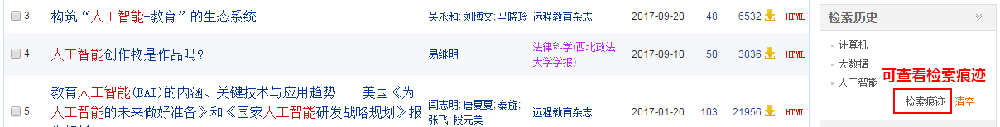 3 构筑“人工智能+教育”的生态系统 吴永和; 刘博文; 马晓玲 远程教育杂志 2017-09-20 48 6532 HTML
4 人工智能创作物是作品吗? 易继明 法律科学(西北政法
大学学报) 2017-09-10 50 3836 HTML
教育人工智能(EAI)的内涵、关键技术与应用趋势——美国《为
5 人工智能的未来做好准备》和《国家人工智能研发战略规划》报 闫志明; 唐夏夏; 秦旋;
张飞; 段元美 远程教育杂志 2017-01-20 103 21956 HTML
检索历史
计算机
大数据
人工智能
可查看检索痕迹
检索痕迹 清空